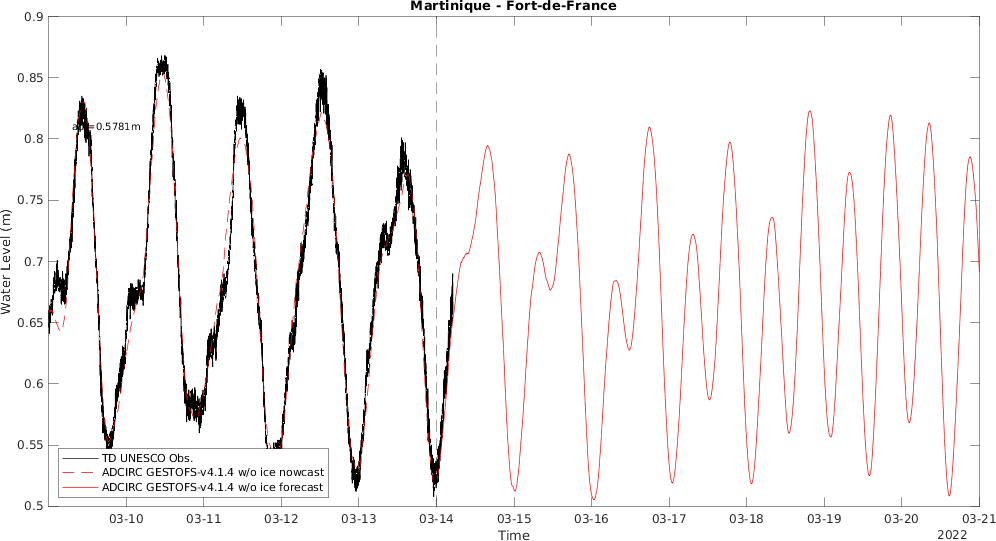 Martinique - Fort-de-France
0.9
0.85
0.8
0.75
0.7
0.65
0.6
0.55
0.5
Water Level (m)
=0.5781m
TD UNESCO Obs.
ADCIRC GESTOFS-v4.1.4 w/o ice nowcast
ADCIRC GESTOFS-v4.1.4 w/o ice forecast
03-10 03-11 03-12 03-13 03-14 03-15 03-16 03-17 03-18 03-19 03-20 03-21
Time
2022